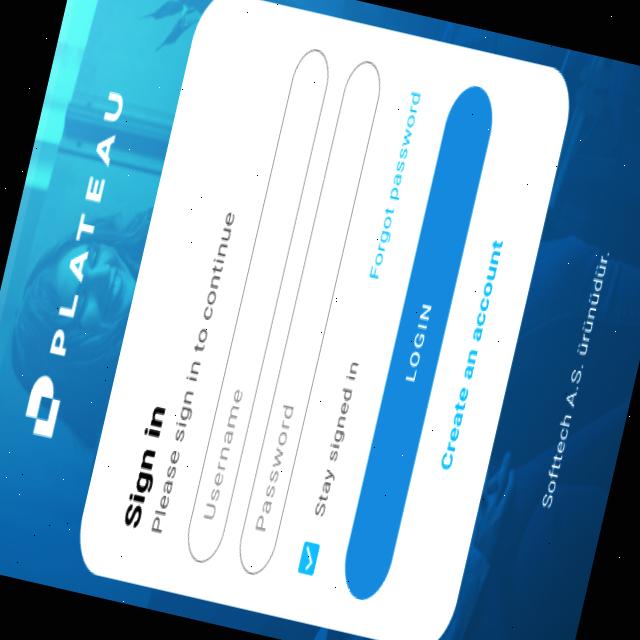 PLATEAU
Sign in
Please sign in to continue
Username
Password
Stay signed in
Forgot password
LOGIN
Create an account
Softtech A.S. ürünüdür.